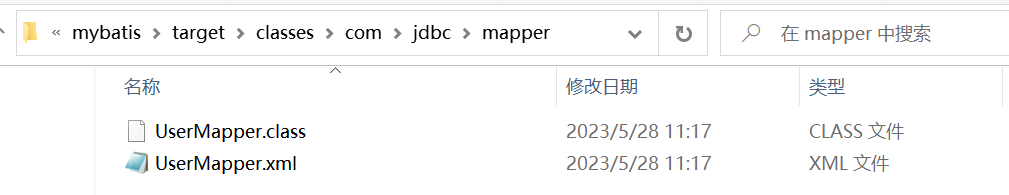 « mybatis > target > classes > com > jdbc > mapper 在 mapper 中搜索
名称 修改日期 类型
UserMapper.class 2023/5/28 11:17 CLASS 文件
UserMapper.xml 2023/5/28 11:17 XML 文件